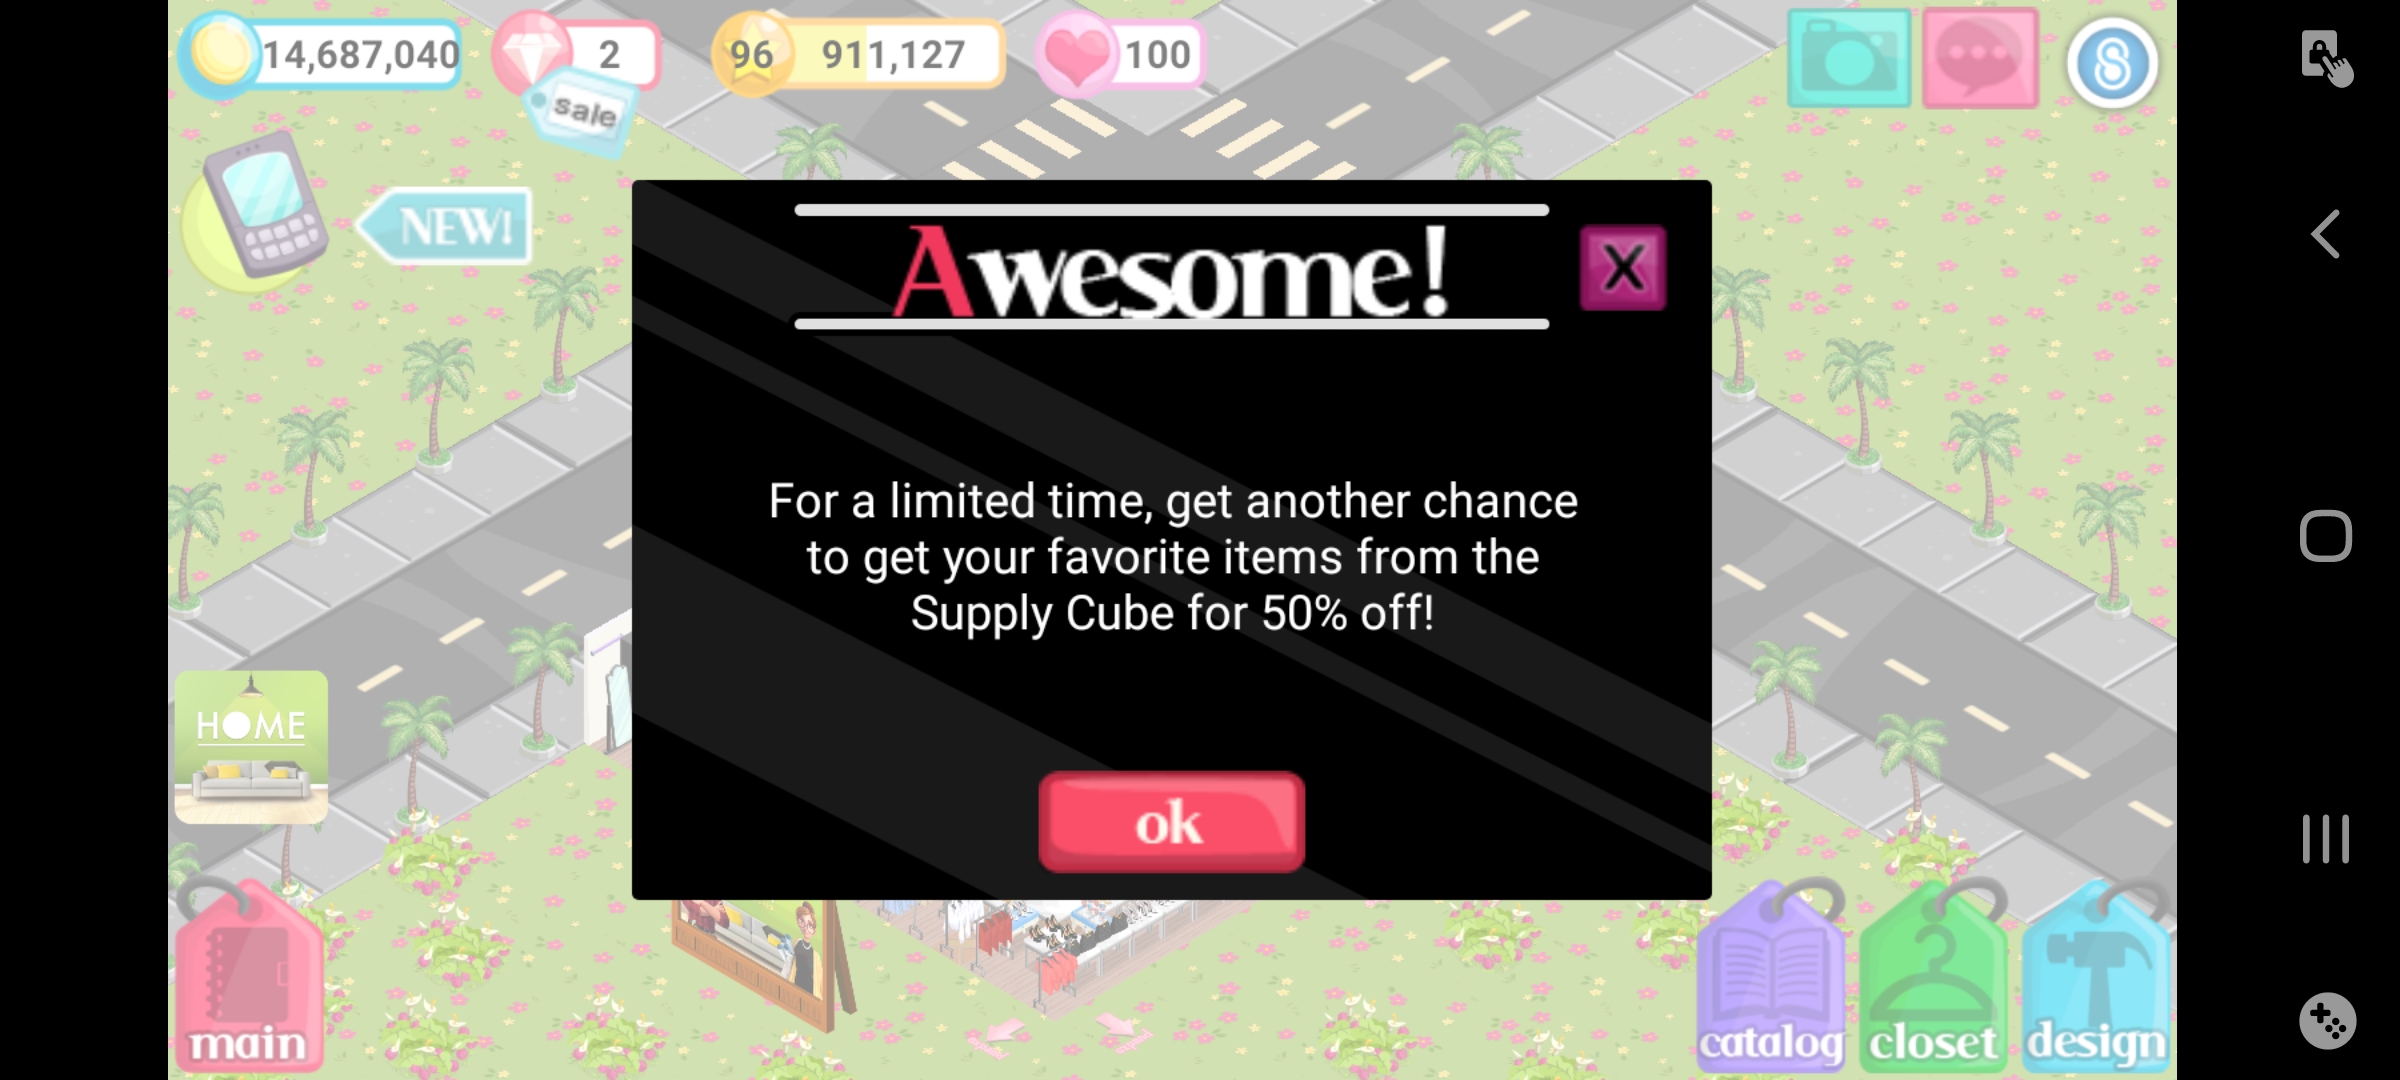 14,687,040
2
96
911,127
100
sale
NEW!
Awesome!
X
For a limited time, get another chance
to get your favorite items from the
Supply Cube for 50% off!
ok
HOME
main
catalog
closet
design